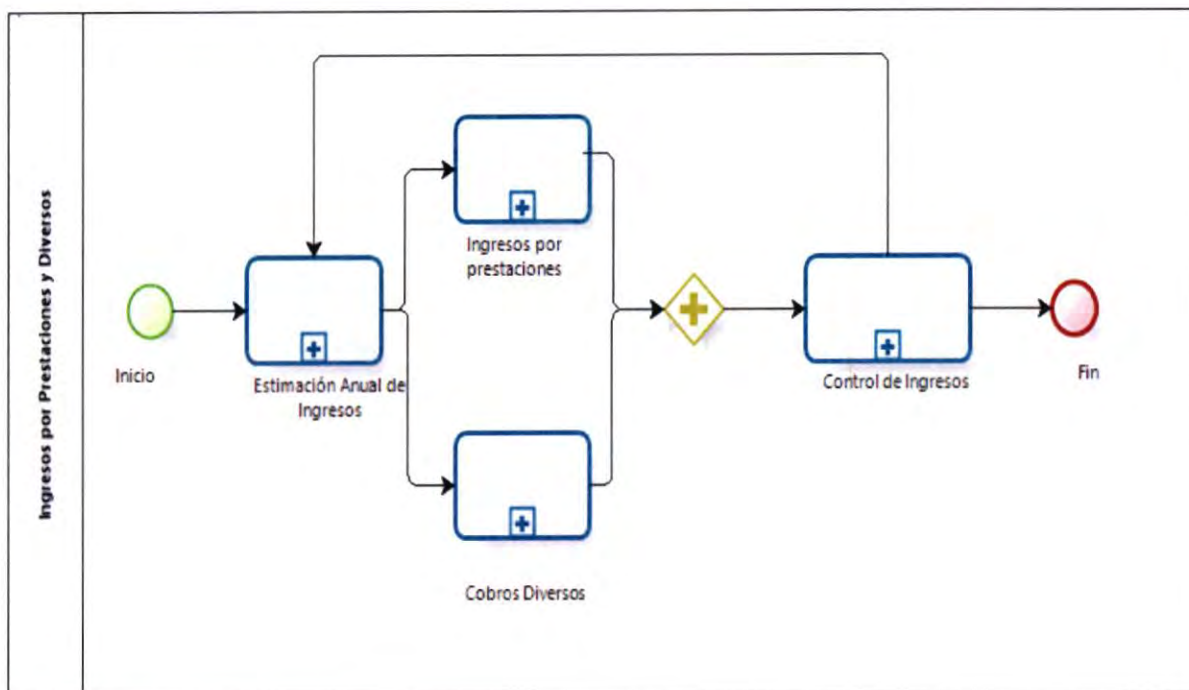 Ingresos por Prestaciones y Diversos
Inicio
Estimación Anual de
Ingresos
Ingresos por
prestaciones
Cobros Diversos
Control de Ingresos
Fin